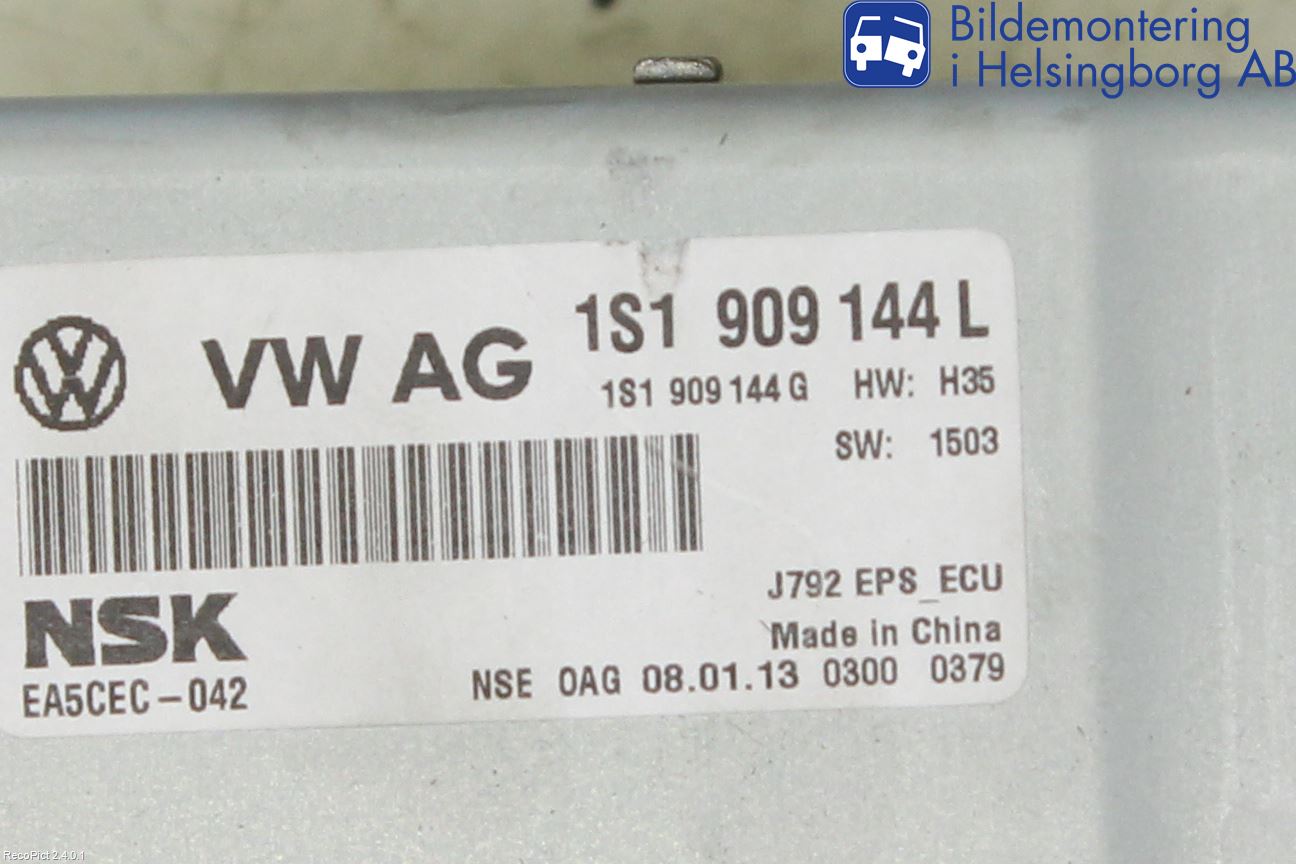 Bildemontering
i Helsingborg AB
VW AG 1S1 909 144 L
1S1 909 144 G HW: H35
SW: 1503
NSK
J792 EPS_ECU
Made in China
EA5CEC-042 NSE 0AG 08.01.13 0300 0379
RecoPict 2.4.0.1